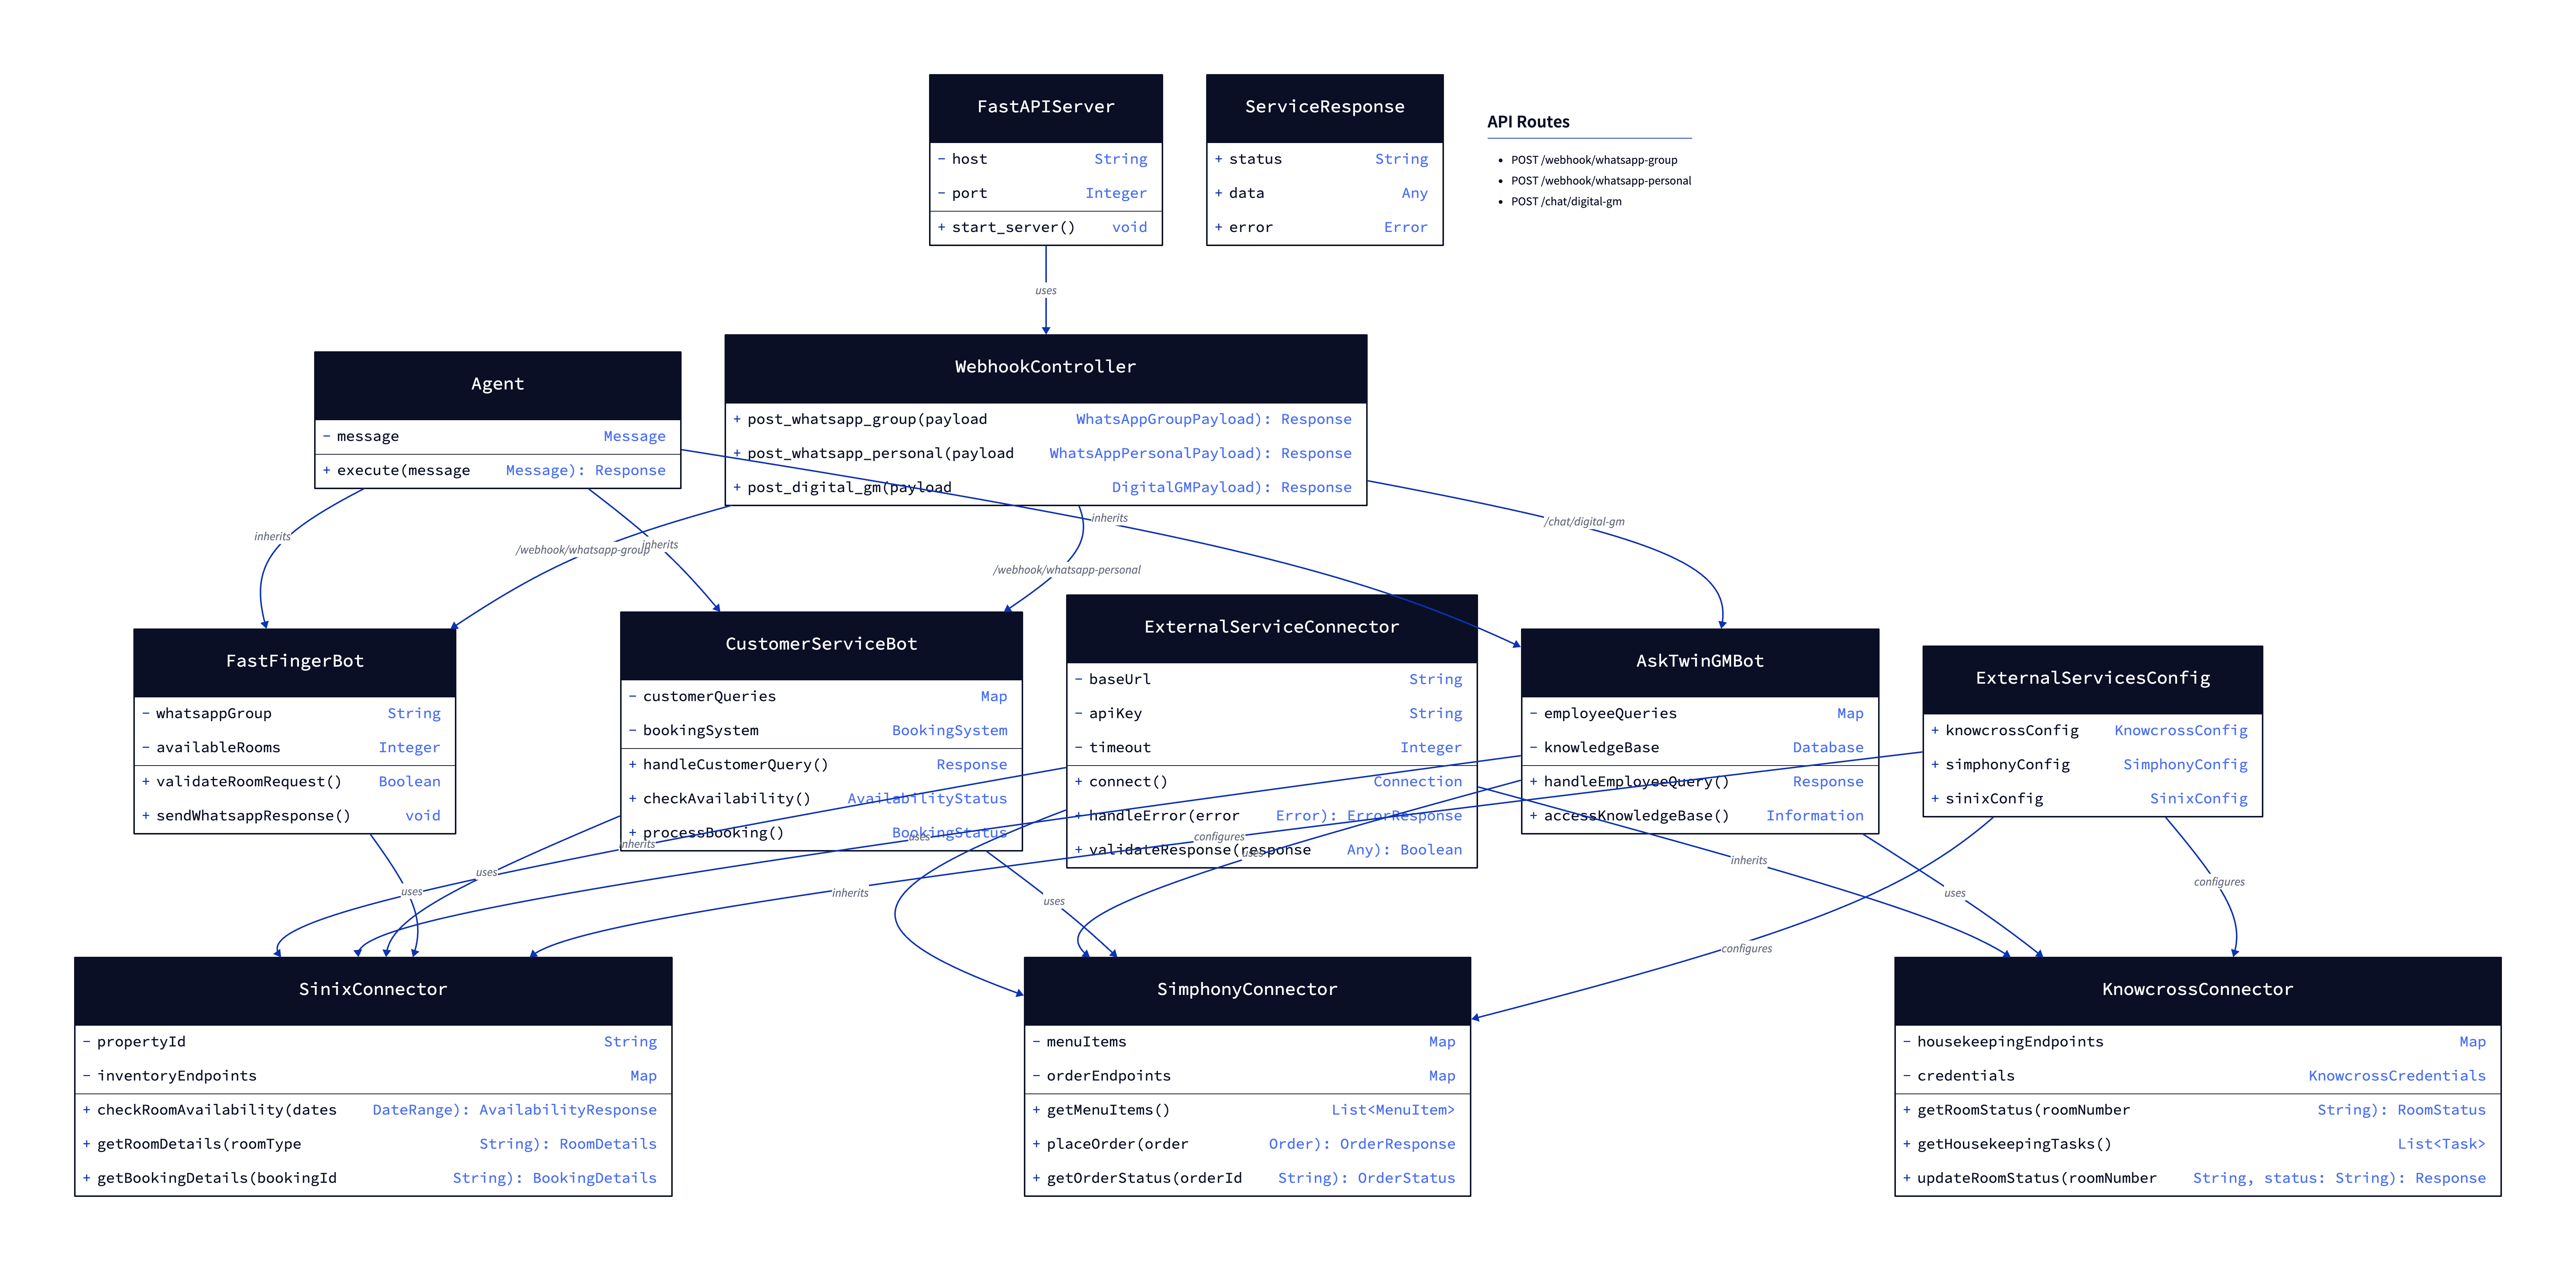 FastAPIServer
- host String
- port Integer
+ start_server() void
ServiceResponse
+ status String
+ data Any
+ error Error
API Routes
• POST /webhook/whatsapp-group
• POST /webhook/whatsapp-personal
• POST /chat/digital-gm
uses
Agent
- message Message
+ execute(message Message): Response
WebhookController
+ post_whatsapp_group(payload WhatsAppGroupPayload): Response
+ post_whatsapp_personal(payload WhatsAppPersonalPayload): Response
+ post_digital_gm(payload DigitalGMPayload): Response
inherits
/webhook/whatsapp-group
inherits
inherits
/webhook/whatsapp-personal
/chat/digital-gm
FastFingerBot
- whatsappGroup String
- availableRooms Integer
+ validateRoomRequest() Boolean
+ sendWhatsappResponse() void
CustomerServiceBot
- customerQueries Map
- bookingSystem BookingSystem
+ handleCustomerQuery() Response
+ checkAvailability() AvailabilityStatus
+ processBooking() BookingStatus
ExternalServiceConnector
- baseUrl String
- apiKey String
- timeout Integer
+ connect() Connection
+ handleError(error Error): ErrorResponse
+ validateResponse(response Any): Boolean
AskTwinGMBot
- employeeQueries Map
- knowledgeBase Database
+ handleEmployeeQuery() Response
+ accessKnowledgeBase() Information
ExternalServicesConfig
+ knowcrossConfig KnowcrossConfig
+ simphonyConfig SimphonyConfig
+ sinixConfig SinixConfig
uses
uses
inherits
uses
inherits
uses
configures
uses
inherits
configures
uses
configures
SinixConnector
- propertyId String
- inventoryEndpoints Map
+ checkRoomAvailability(dates DateRange): AvailabilityResponse
+ getRoomDetails(roomType String): RoomDetails
+ getBookingDetails(bookingId String): BookingDetails
SimphonyConnector
- menuItems Map
- orderEndpoints Map
+ getMenuItems() List<MenuItem>
+ placeOrder(order Order): OrderResponse
+ getOrderStatus(orderId String): OrderStatus
KnowcrossConnector
- housekeepingEndpoints Map
- credentials KnowcrossCredentials
+ getRoomStatus(roomNumber String): RoomStatus
+ getHousekeepingTasks() List<Task>
+ updateRoomStatus(roomNumber String, status: String): Response